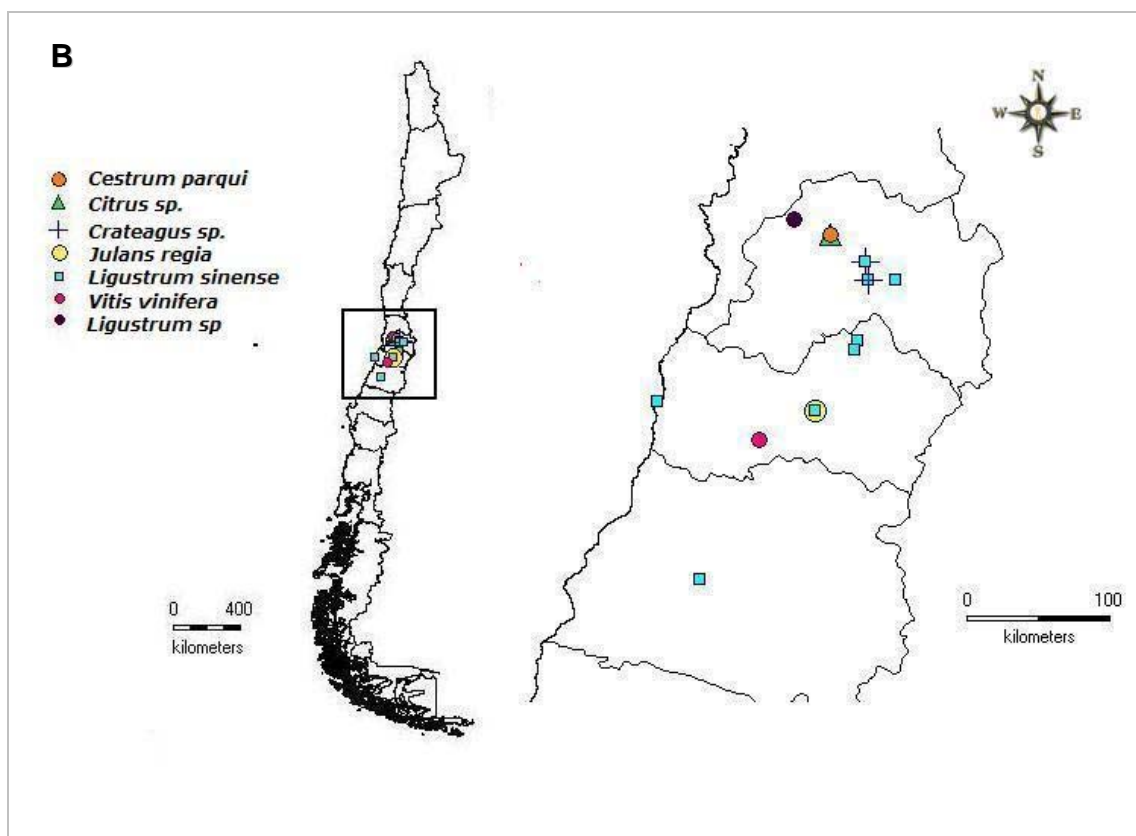 B
N
W E
S
Cestrum parqui
Citrus sp.
Crateagus sp.
Julans regia
Ligustrum sinense
Vitis vinifera
Ligustrum sp
0 400
kilometers
0 100
kilometers